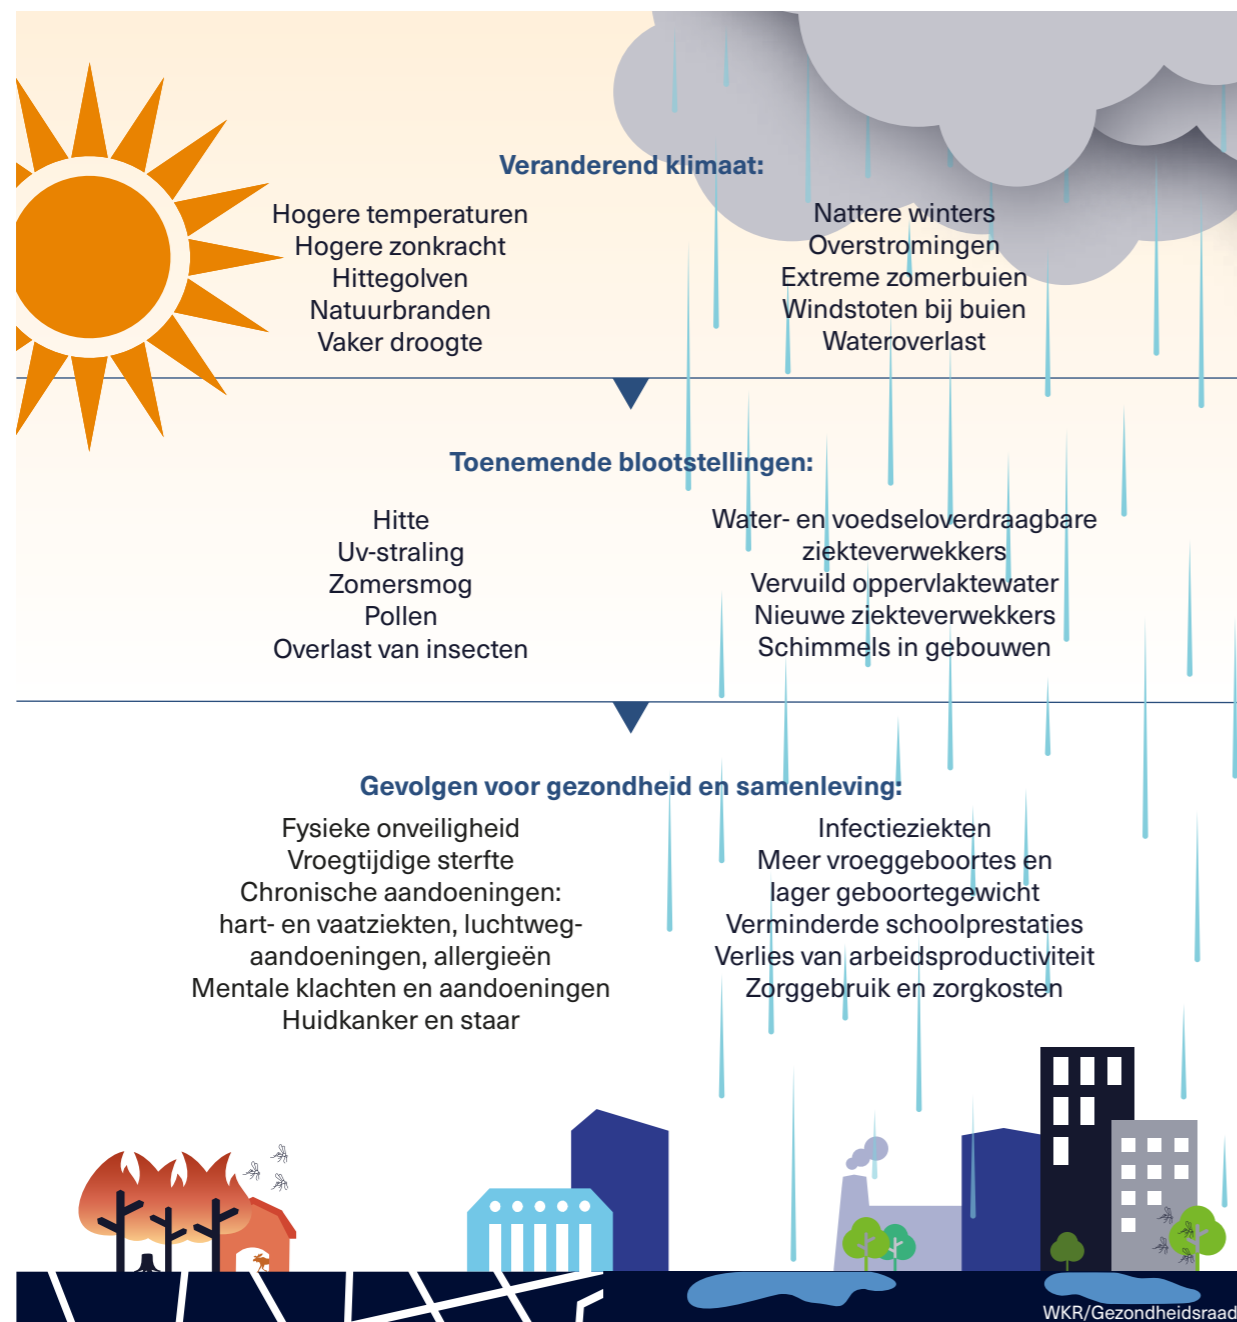 Veranderend klimaat:
Hogere temperaturen
Hogere zonkracht
Hittegolven
Natuurbranden
Vaker droogte
Nattere winters
Overstromingen
Extreme zomerbuien
Windstoten bij buien
Wateroverlast
Toenemende blootstellingen:
Hitte
Uv-straling
Zomersmog
Pollen
Overlast van insecten
Water- en voedseloverdraagbare
ziekteverwekkers
Vervuild oppervlaktewater
Nieuwe ziekteverwekkers
Schimmels in gebouwen
Gevolgen voor gezondheid en samenleving:
Fysieke onveiligheid
Vroegtijdige sterfte
Chronische aandoeningen:
hart- en vaatziekten, luchtweg-
aandoeningen, allergieën
Mentale klachten en aandoeningen
Huidkanker en staar
Infectieziekten
Meer vroeggeboortes en
lager geboortegewicht
Verminderde schoolprestaties
Verlies van arbeidsproductiviteit
Zorggebruik en zorgkosten
WKR/Gezondheidsraad